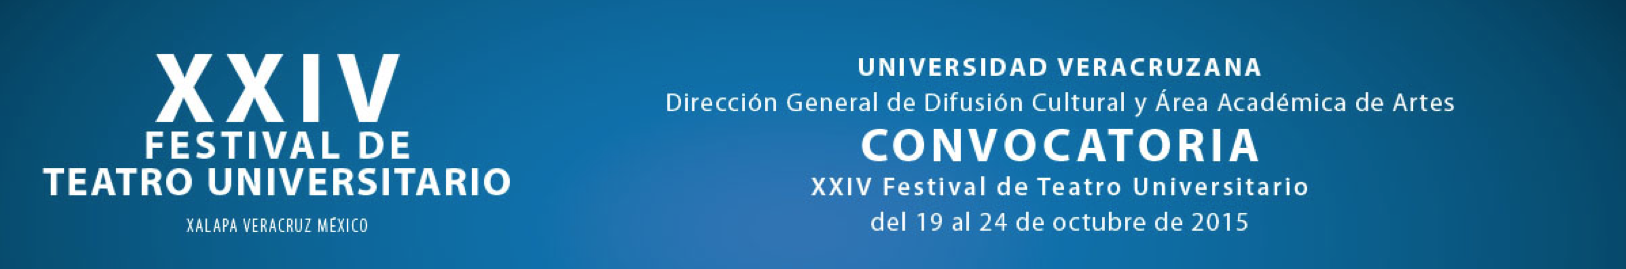 XXIV
FESTIVAL DE
TEATRO UNIVERSITARIO
XALAPA VERACRUZ MÉXICO
UNIVERSIDAD VERACRUZANA
Dirección General de Difusión Cultural y Área Académica de Artes
CONVOCATORIA
XXIV Festival de Teatro Universitario
del 19 al 24 de octubre de 2015